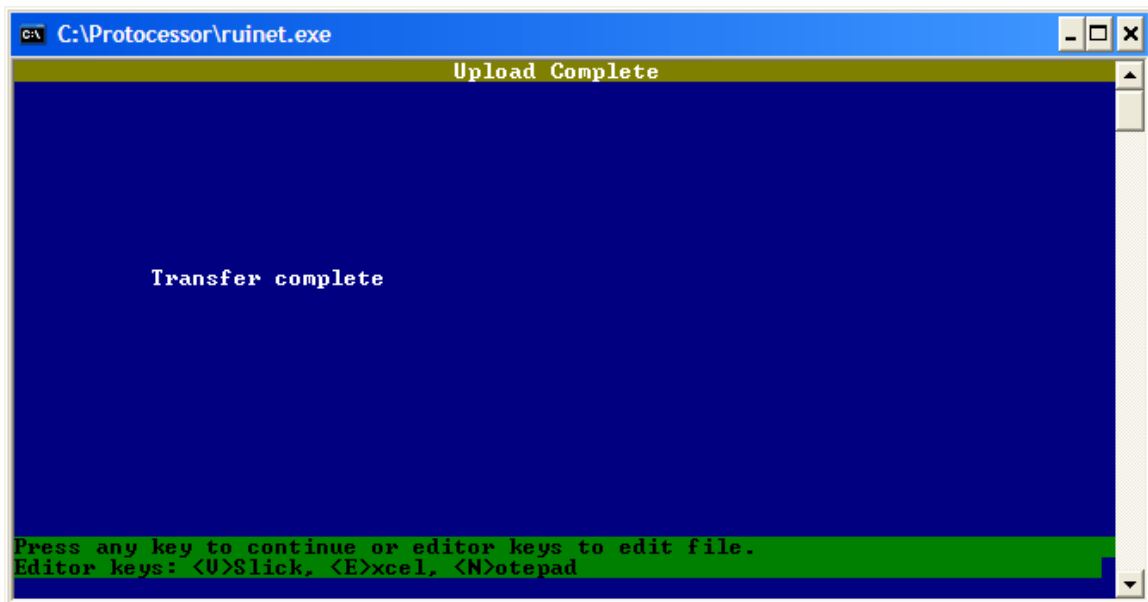 C:\Protocessor\ruinet.exe
Upload Complete
Transfer complete
Press any key to continue or editor keys to edit file.
Editor keys: <V>Slick, <E>xcel, <N>otepad